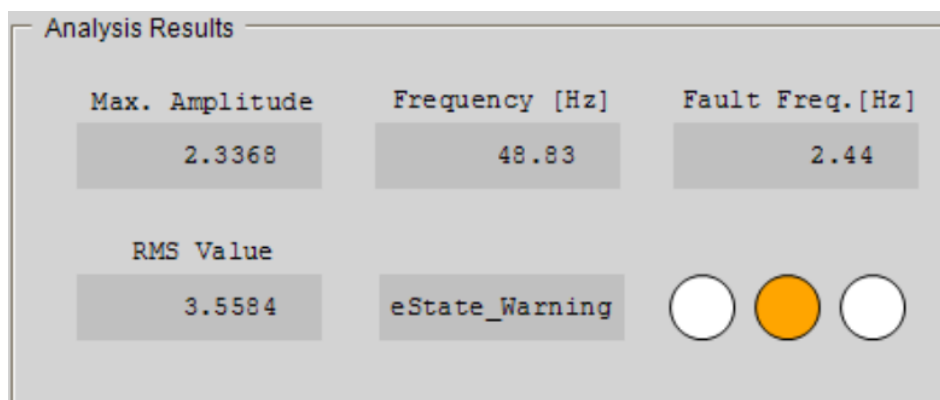 Analysis Results
Max. Amplitude
Frequency [Hz]
Fault Freq.[Hz]
2.3368
48.83
2.44
RMS Value
3.5584
eState_Warning